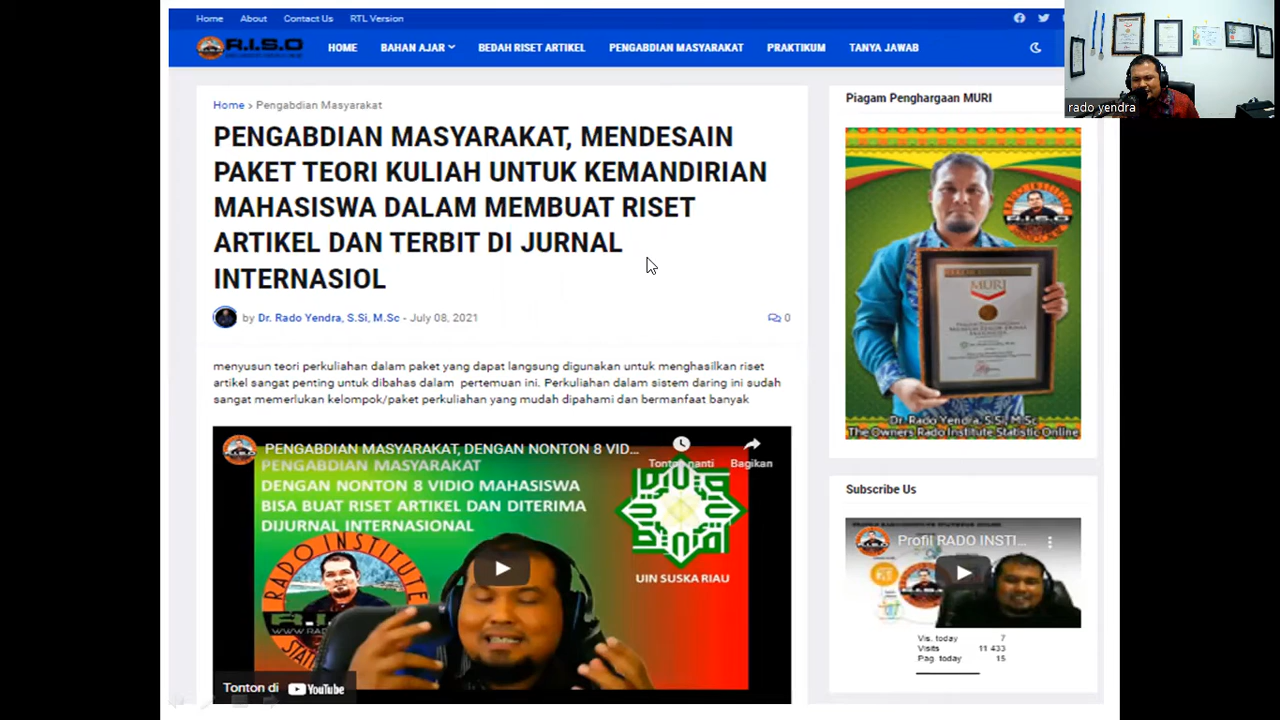 Home About Contact Us RTL Version
R.I.S.O HOME BAHAN AJAR BEDAH RISET ARTIKEL PENGABDIAN MASYARAKAT PRAKTIKUM TANYA JAWAB
rado yendra
Home > Pengabdian Masyarakat
PENGABDIAN MASYARAKAT, MENDESAIN
PAKET TEORI KULIAH UNTUK KEMANDIRIAN
MAHASISWA DALAM MEMBUAT RISET
ARTIKEL DAN TERBIT DI JURNAL
INTERNASIOL
by Dr. Rado Yendra, S.Si, M.Sc - July 08, 2021
0
menyusun teori perkuliahan dalam paket yang dapat langsung digunakan untuk menghasilkan riset
artikel sangat penting untuk dibahas dalam pertemuan ini. Perkuliahan dalam sistem daring ini sudah
sangat memerlukan kelompok/paket perkuliahan yang mudah dipahami dan bermanfaat banyak
PENGABDIAN MASYARAKAT, DENGAN NONTON 8 VID...
Tonton nanti Bagikan
PENGABDIAN MASYARAKAT
DENGAN NONTON 8 VIDIO MAHASISWA
BISA BUAT RISET ARTIKEL DAN DITERIMA
DIJURNAL INTERNASIONAL
UIN SUSKA RIAU
RADO INSTITUTE
R.I.S.O
Tonton di YouTube
Piagam Penghargaan MURI
R.I.S.O
MURI
Dr. Rado Yendra, S.Si, M.Sc
The Owners Rado Institute Statistic Online
Subscribe Us
Profil RADO INSTI...
Vis. today 7
Visits 11 433
Pag. today 15